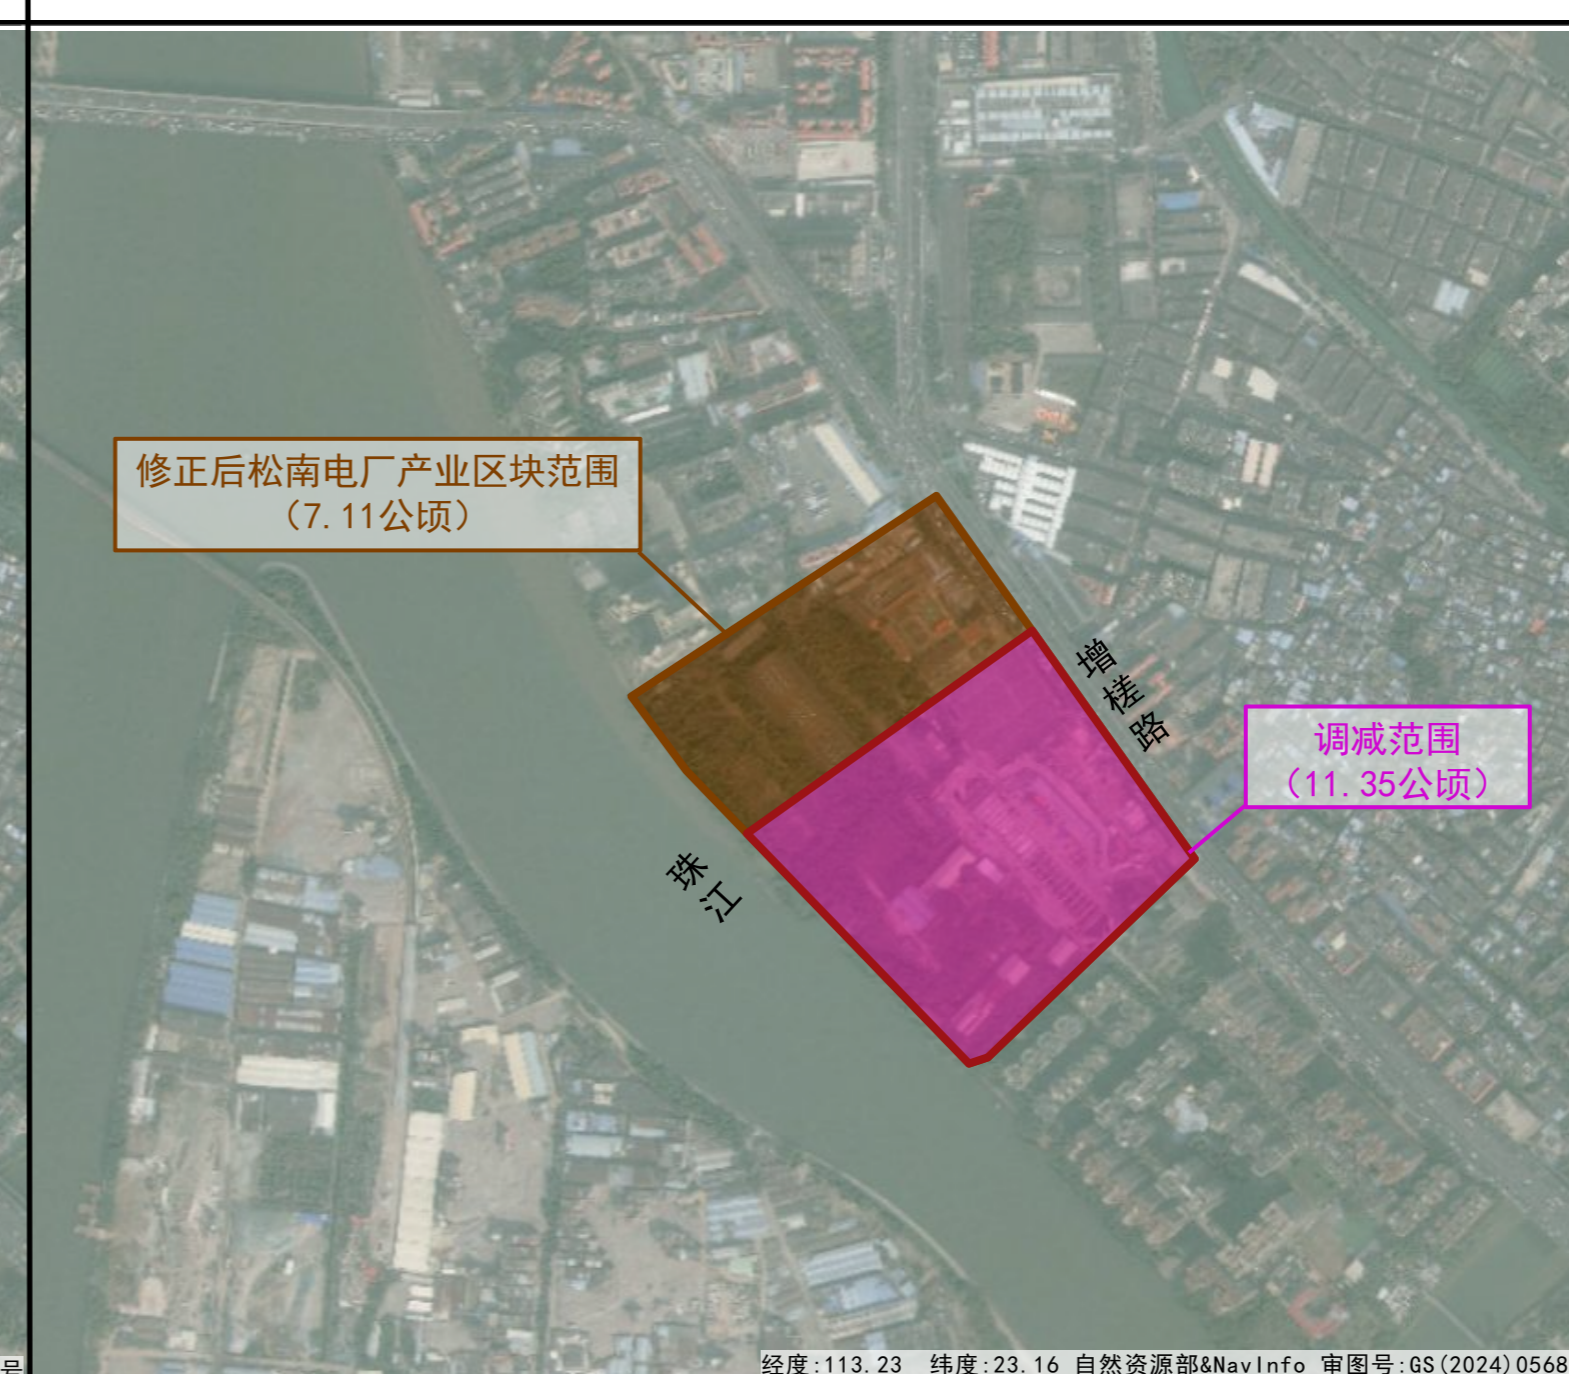 修正后松南电厂产业区块范围
（7.11公顷）
增槎路
调减范围
（11.35公顷）
珠江
号
经度:113.23 纬度:23.16 自然资源部&NavInfo 审图号:GS(2024)0568